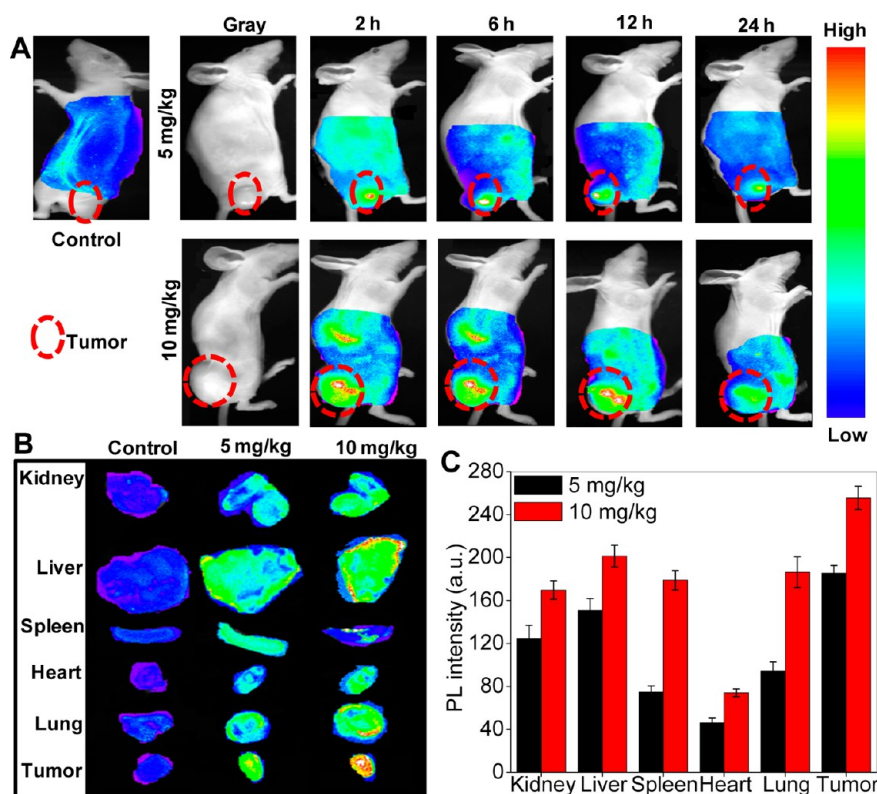 A
Gray
2 h
6 h
12 h
24 h
High
5 mg/kg
Control
10 mg/kg
Tumor
Low
B
Control
5 mg/kg
10 mg/kg
Kidney
Liver
Spleen
Heart
Lung
Tumor
C
PL intensity (a.u.)
280
240
200
160
120
80
40
0
5 mg/kg
10 mg/kg
Kidney Liver Spleen Heart Lung Tumor